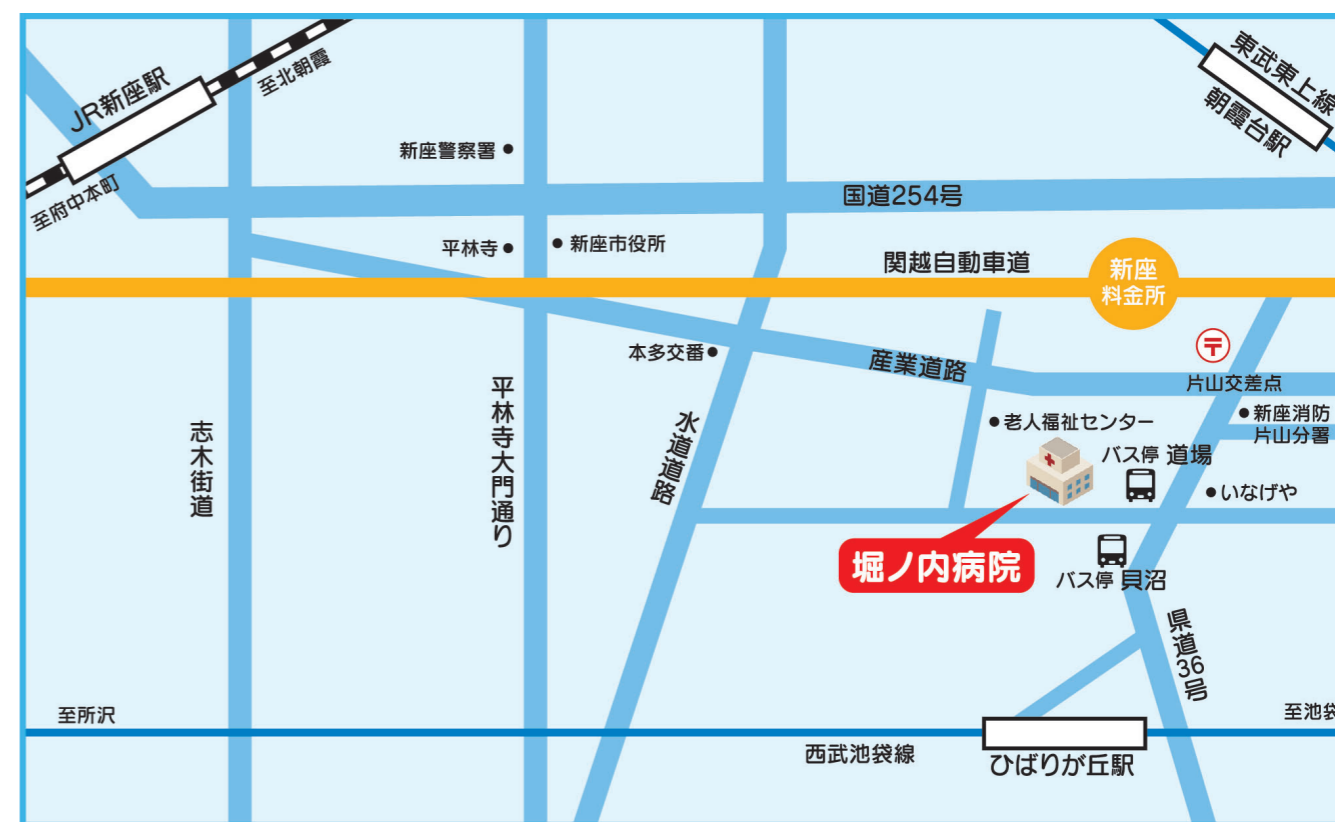 JR新座駅
至北朝霞
至府中本町
東武東上線
朝霞台駅
新座警察署
国道254号
平林寺
新座市役所
関越自動車道
新座
料金所
本多交番
産業道路
〒
片山交差点
新座消防
片山分署
志木街道
平林寺大門通り
水道道路
老人福祉センター
バス停 道場
いなげや
堀ノ内病院
バス停 貝沼
県道36号
至所沢
西武池袋線
ひばりが丘駅
至池袋